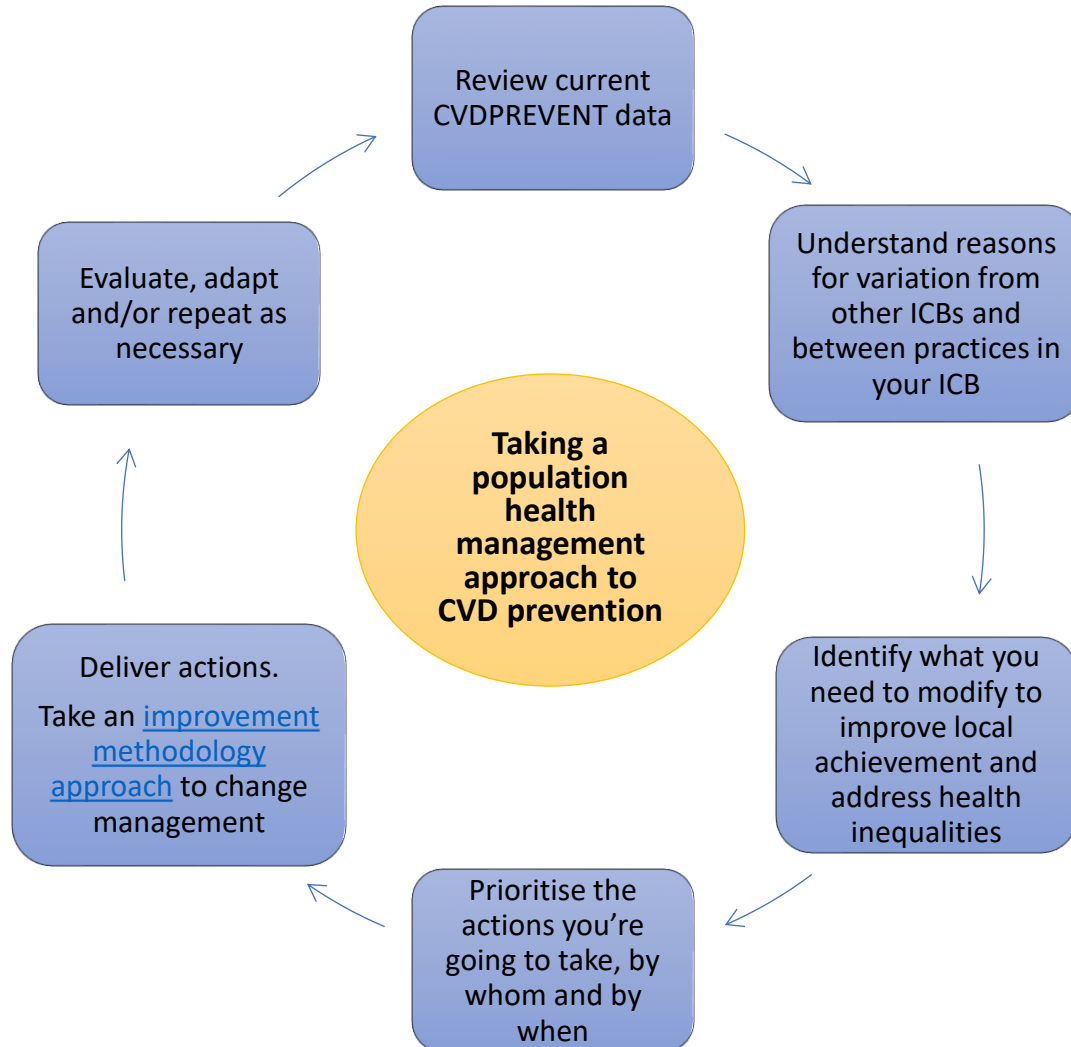 Review current
CVDPREVENT data
Understand reasons
for variation from
other ICBs and
between practices in
your ICB
Identify what you
need to modify to
improve local
achievement and
address health
inequalities
Prioritise the
actions you’re
going to take, by
whom and by
when
Deliver actions.
Take an improvement
methodology
approach to change
management
Evaluate, adapt
and/or repeat as
necessary
Taking a
population
health
management
approach to
CVD prevention